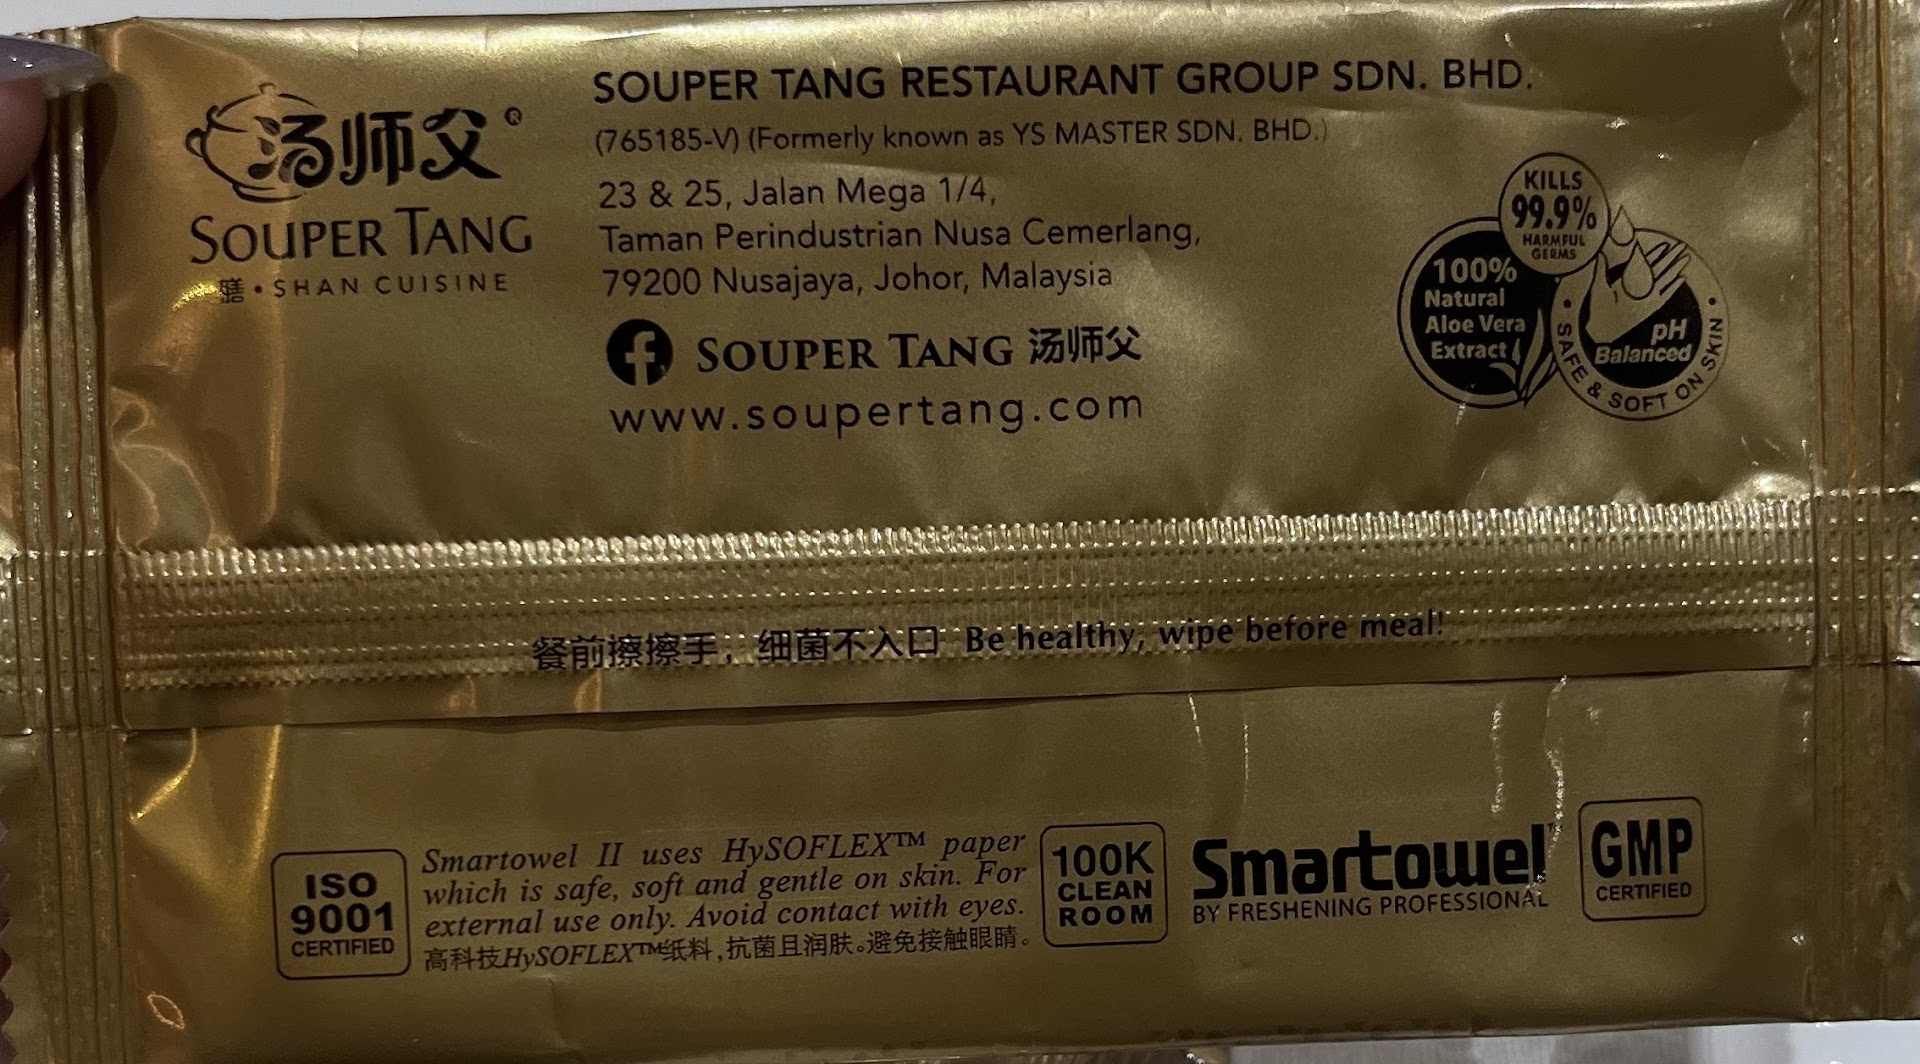 汤师父®
SOUPER TANG
膳 • SHAN CUISINE
SOUPER TANG RESTAURANT GROUP SDN. BHD.
(765185-V) (Formerly known as YS MASTER SDN. BHD.)
23 & 25, Jalan Mega 1/4,
Taman Perindustrian Nusa Cemerlang,
79200 Nusajaya, Johor, Malaysia
SOUPER TANG 汤师父
www.soupertang.com
KILLS
99.9%
HARMFUL
GERMS
100%
Natural
Aloe Vera
Extract
pH
Balanced
• SAFE & SOFT ON SKIN •
餐前擦擦手；细菌不入口 Be healthy, wipe before meal!
ISO
9001
CERTIFIED
Smartowel II uses HySOFLEX™ paper
which is safe, soft and gentle on skin. For
external use only. Avoid contact with eyes.
高科技HySOFLEX™纸料，抗菌且润肤。避免接触眼睛。
100K
CLEAN
ROOM
Smartowel™
BY FRESHENING PROFESSIONAL
GMP
CERTIFIED